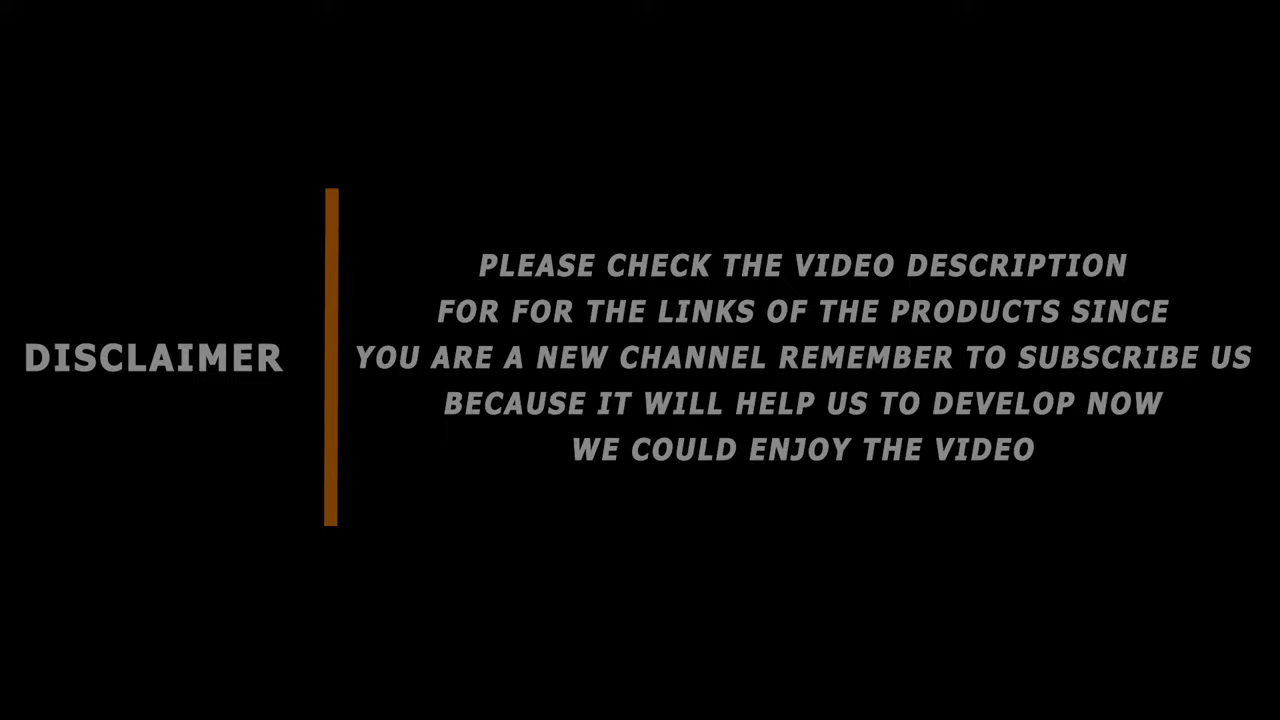 DISCLAIMER
PLEASE CHECK THE VIDEO DESCRIPTION
FOR FOR THE LINKS OF THE PRODUCTS SINCE
YOU ARE A NEW CHANNEL REMEMBER TO SUBSCRIBE US
BECAUSE IT WILL HELP US TO DEVELOP NOW
WE COULD ENJOY THE VIDEO